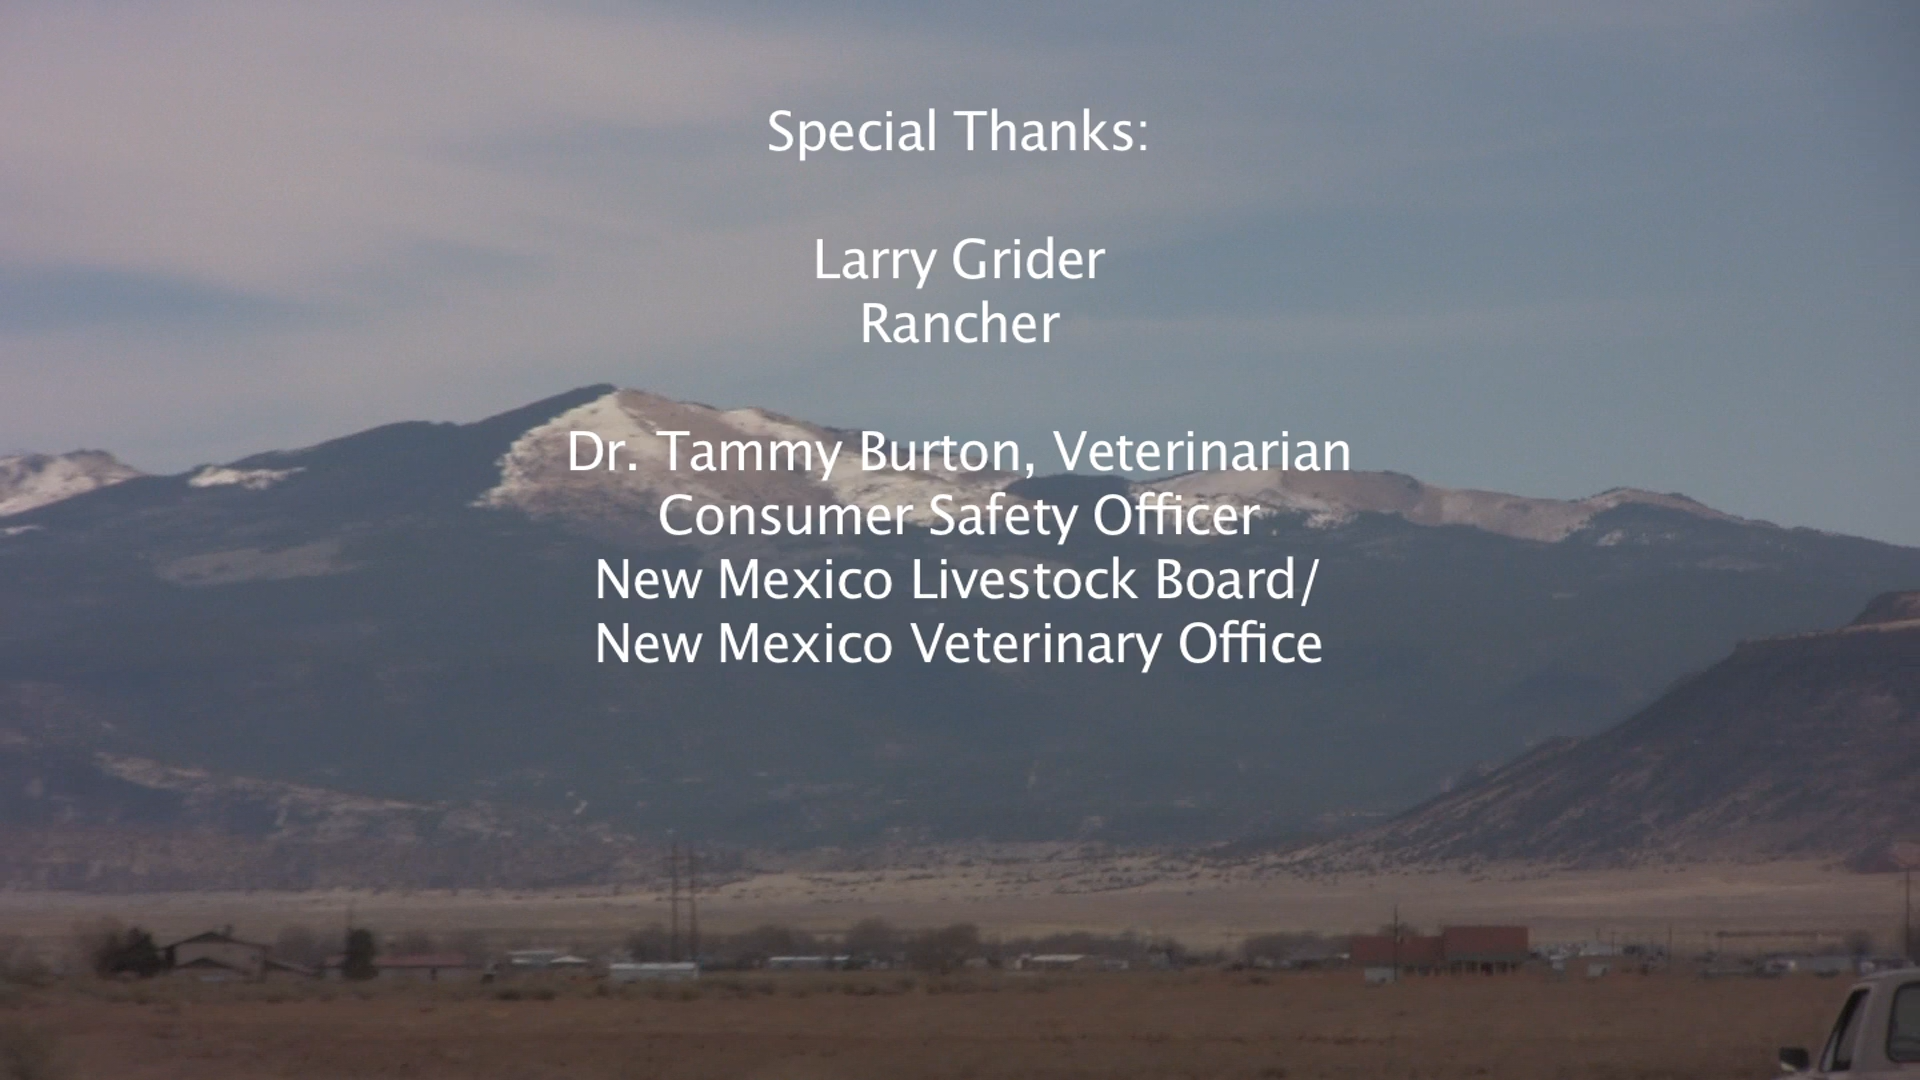 Special Thanks:
Larry Grider
Rancher
Dr. Tammy Burton, Veterinarian
Consumer Safety Officer
New Mexico Livestock Board/
New Mexico Veterinary Office